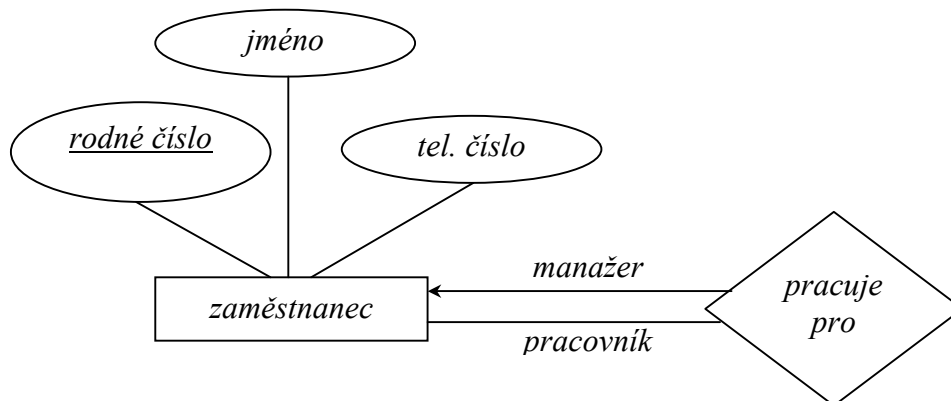 jméno
rodné číslo
tel. číslo
manažer
zaměstnanec
pracovník
pracuje
pro